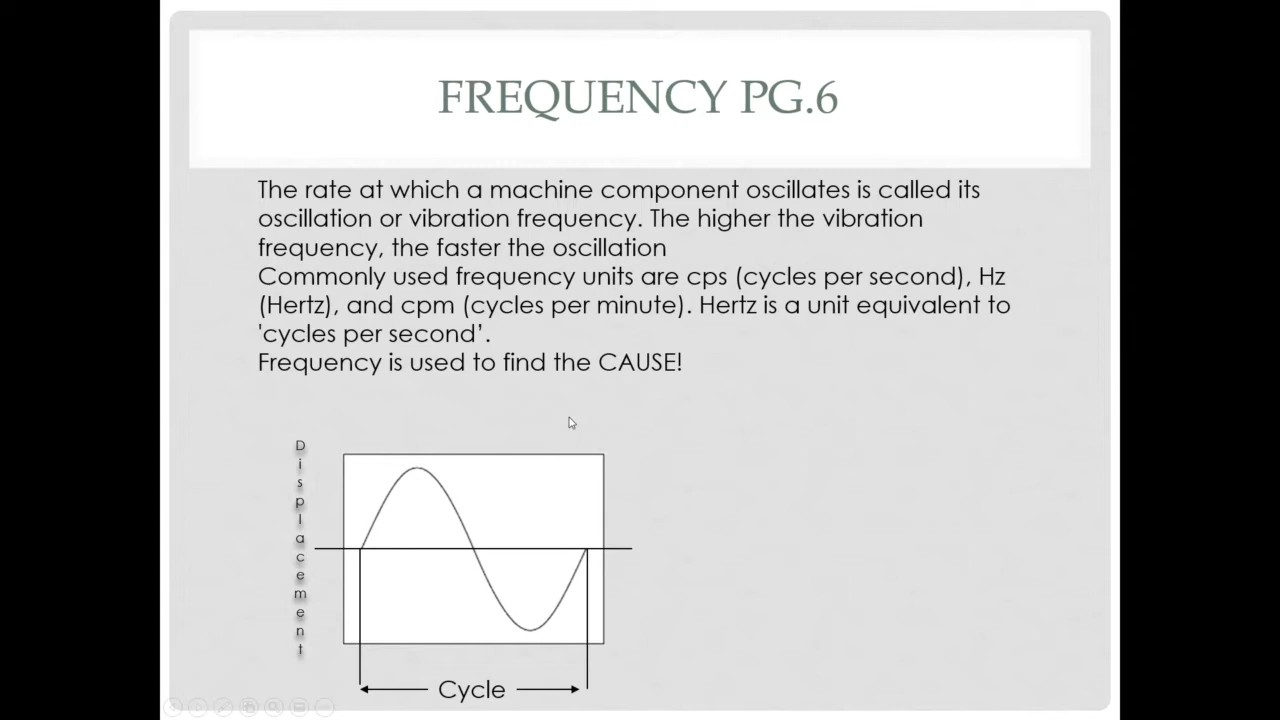 FREQUENCY PG.6
The rate at which a machine component oscillates is called its
oscillation or vibration frequency. The higher the vibration
frequency, the faster the oscillation
Commonly used frequency units are cps (cycles per second), Hz
(Hertz), and cpm (cycles per minute). Hertz is a unit equivalent to
'cycles per second’.
Frequency is used to find the CAUSE!
Displacement
Cycle